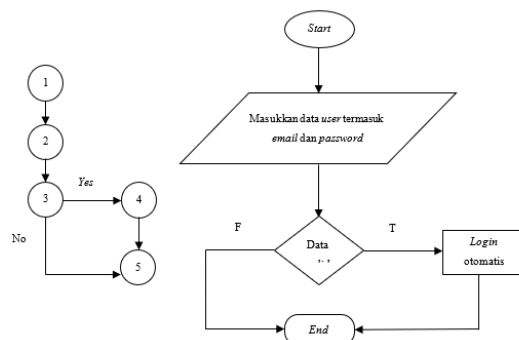 1
2
3
Yes
4
No
5
Start
Masukkan data user termasuk
email dan password
F
Data
T
Login
otomatis
End